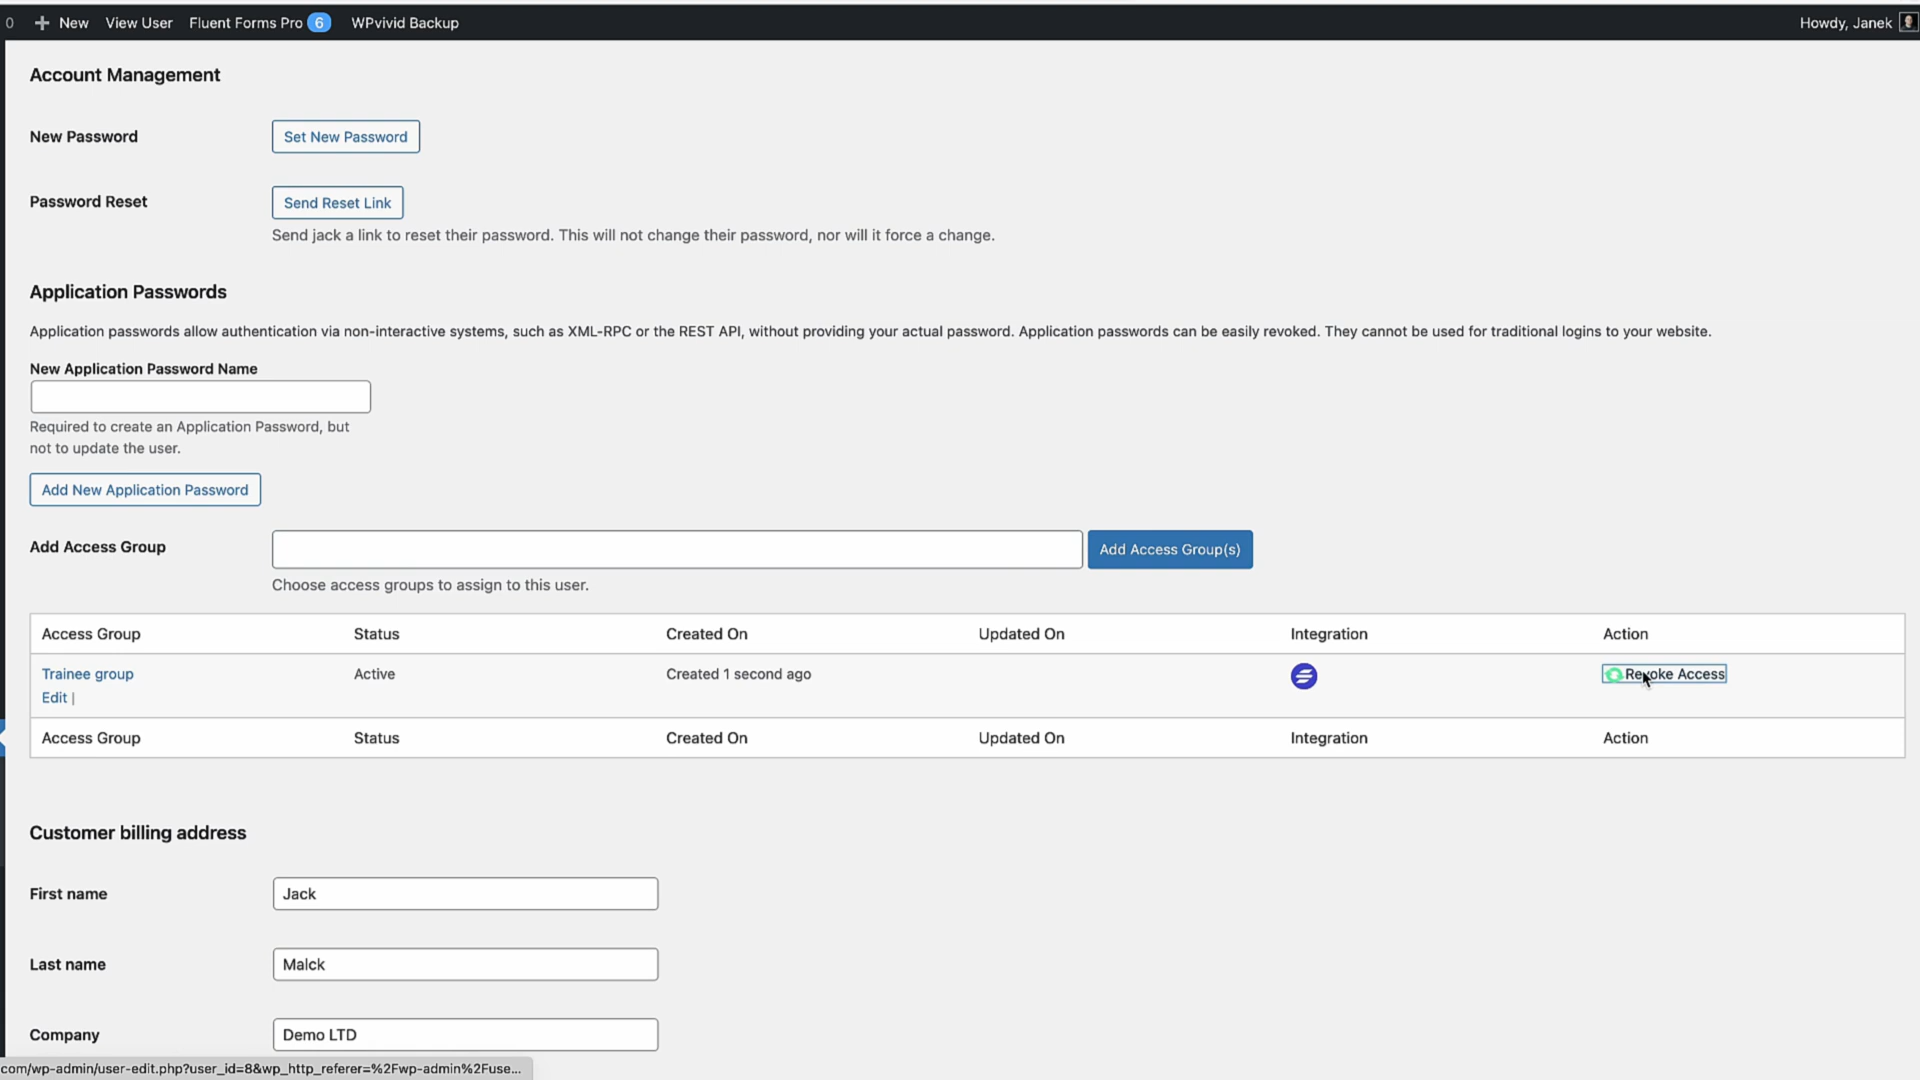 0 New View User Fluent Forms Pro 6 WPvivid Backup Howdy, Janek
Account Management
New Password Set New Password
Password Reset Send Reset Link
Send jack a link to reset their password. This will not change their password, nor will it force a change.
Application Passwords
Application passwords allow authentication via non-interactive systems, such as XML-RPC or the REST API, without providing your actual password. Application passwords can be easily revoked. They cannot be used for traditional logins to your website.
New Application Password Name
Required to create an Application Password, but
not to update the user.
Add New Application Password
Add Access Group Add Access Group(s)
Choose access groups to assign to this user.
Access Group Status Created On Updated On Integration Action
Trainee group Active Created 1 second ago Revoke Access
Edit |
Access Group Status Created On Updated On Integration Action
Customer billing address
First name Jack
Last name Malck
Company Demo LTD
com/wp-admin/user-edit.php?user_id=8&wp_http_referer=%2Fwp-admin%2Fuse...